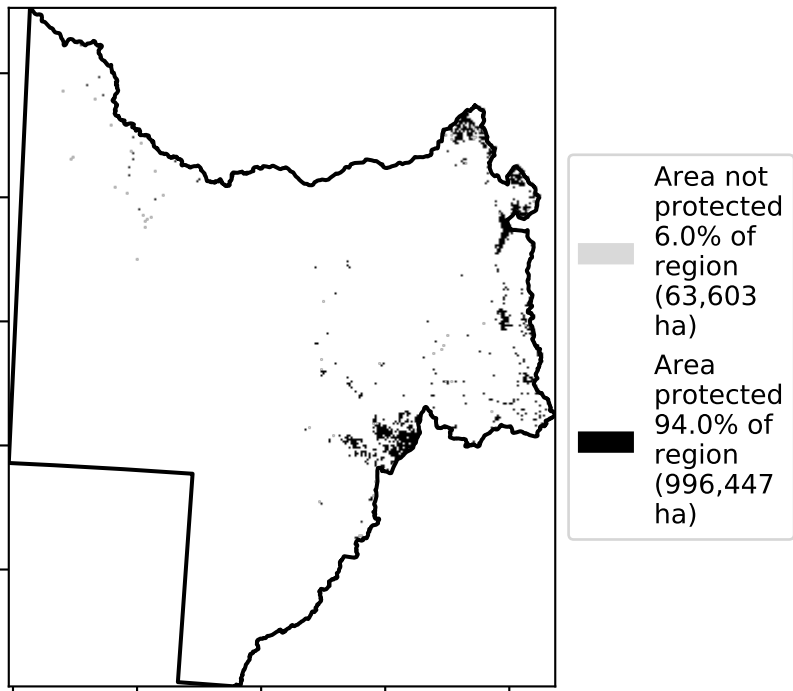 Area not
protected
6.0% of
region
(63,603
ha)
Area
protected
94.0% of
region
(996,447
ha)